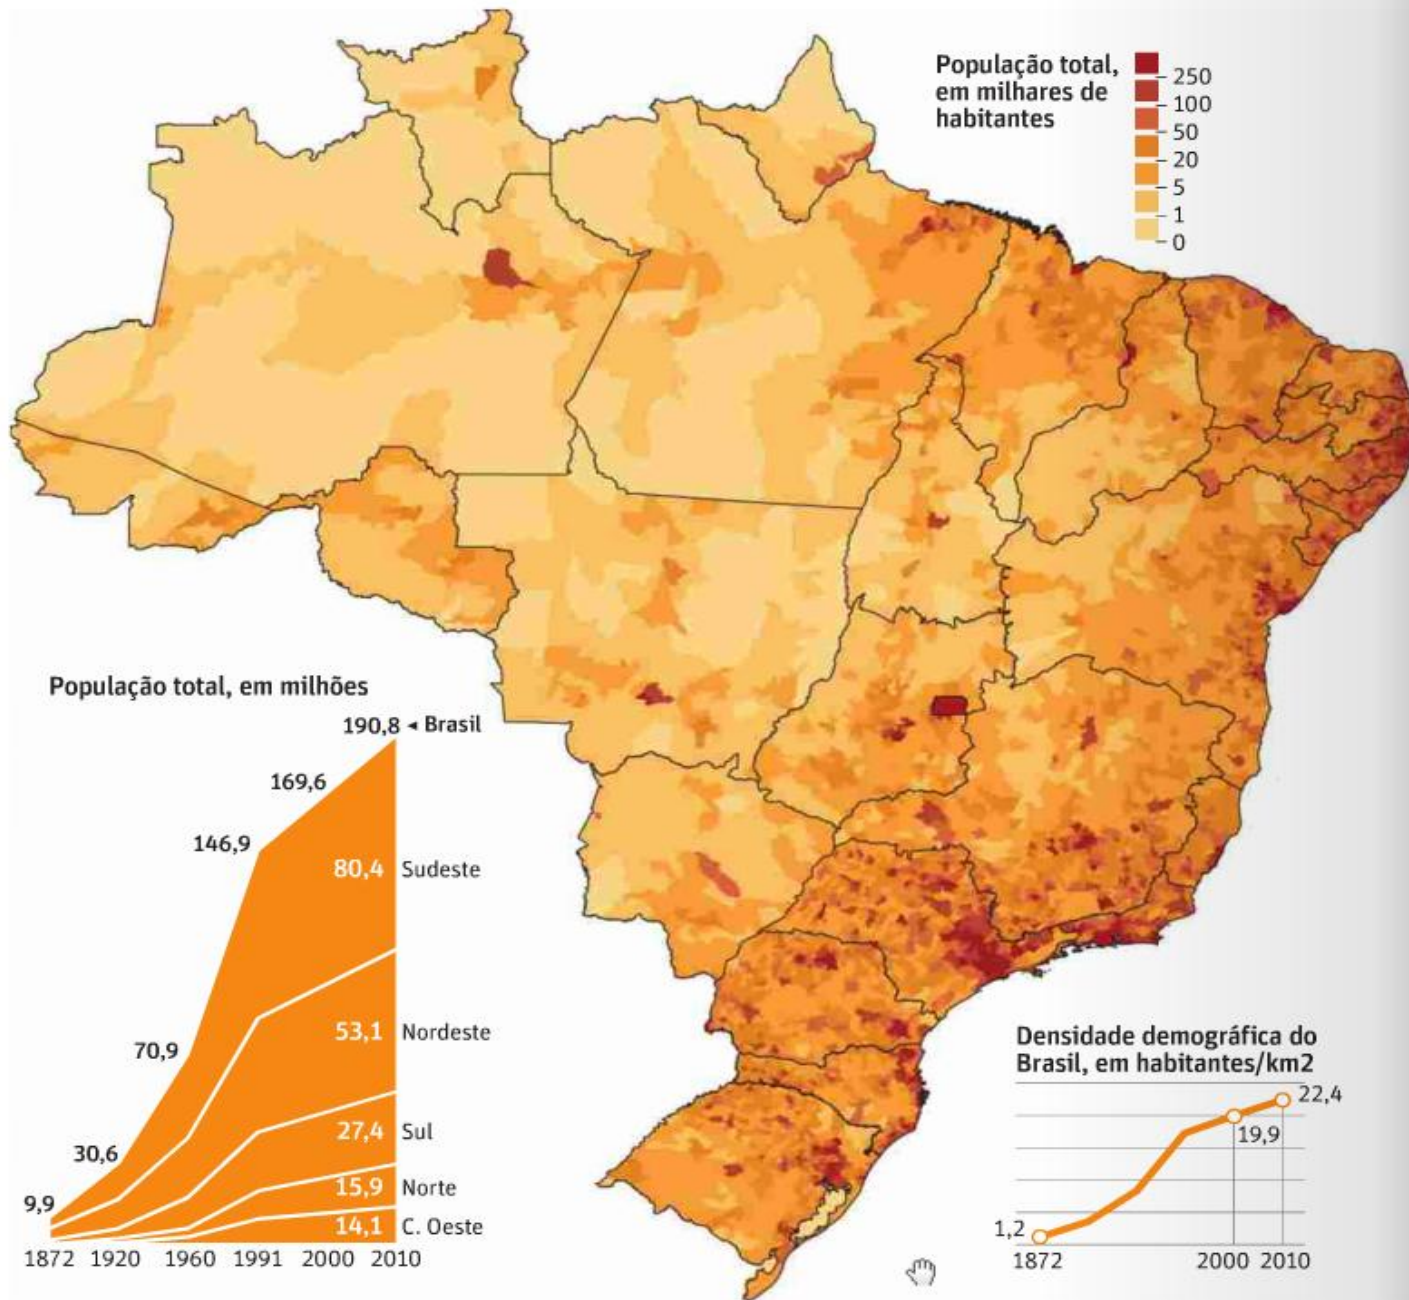 População total,
em milhares de
habitantes
250
100
50
20
5
1
0
População total, em milhões
190,8 ◄ Brasil
169,6
146,9
80,4 Sudeste
53,1 Nordeste
70,9
27,4 Sul
30,6
15,9 Norte
9,9
14,1 C. Oeste
1872 1920 1960 1991 2000 2010
Densidade demográfica do
Brasil, em habitantes/km2
22,4
19,9
1,2
1872 2000 2010